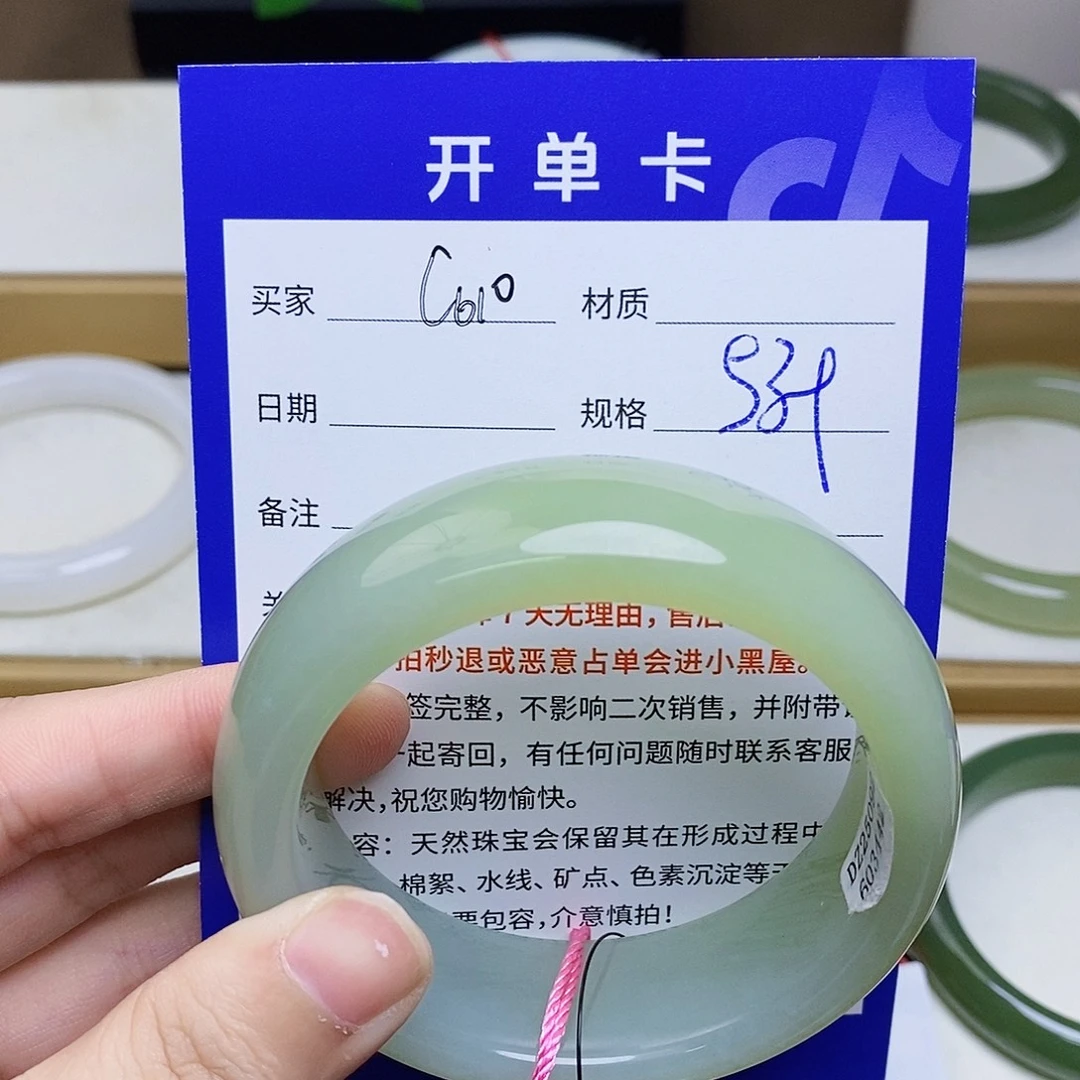 开单卡
买家 材质
日期 规格
备注
7天无理由，售后
拍秒退或恶意占单会进小黑屋。
签完整，不影响二次销售，并附带
一起寄回，有任何问题随时联系客服
解决，祝您购物愉快。
容：天然珠宝会保留其在形成过程中
棉絮、水线、矿点、色素沉淀等
要包容，介意慎拍！